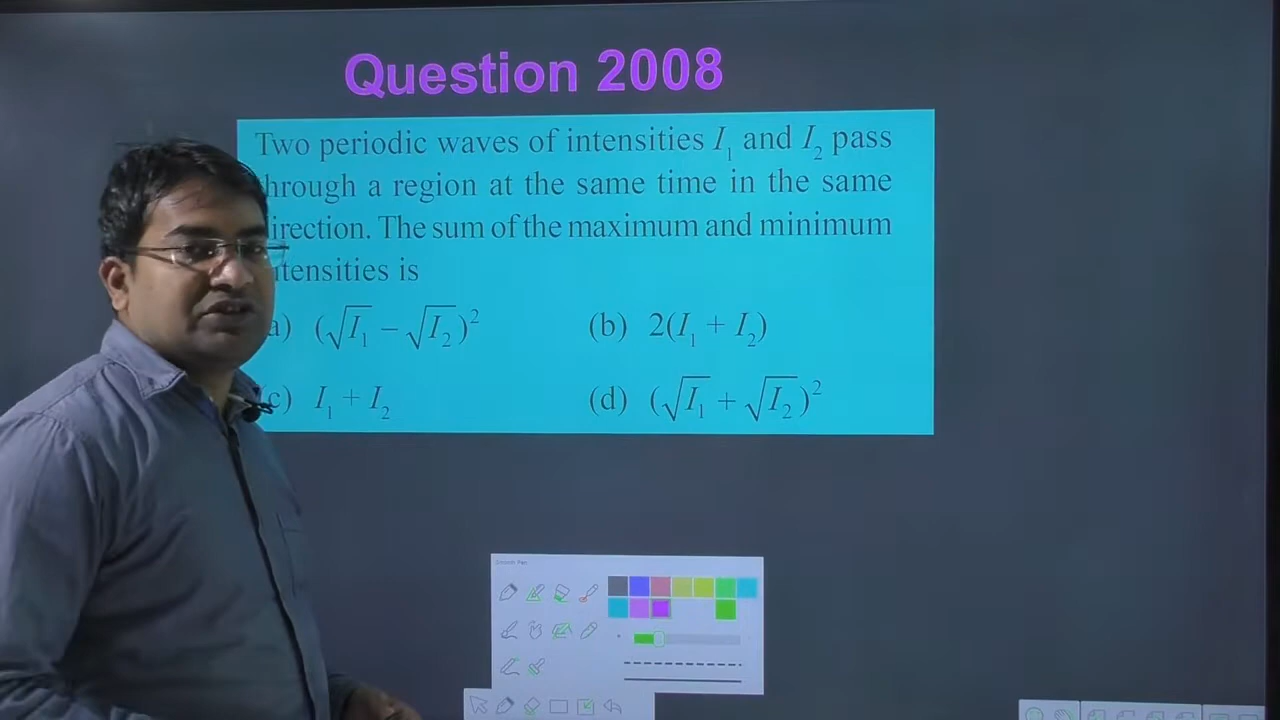 Question 2008
Two periodic waves of intensities I₁ and I₂ pass
hrough a region at the same time in the same
irection. The sum of the maximum and minimum
tensities is
a) (√I₁ − √I₂)² (b) 2(I₁ + I₂)
c) I₁ + I₂ (d) (√I₁ + √I₂)²